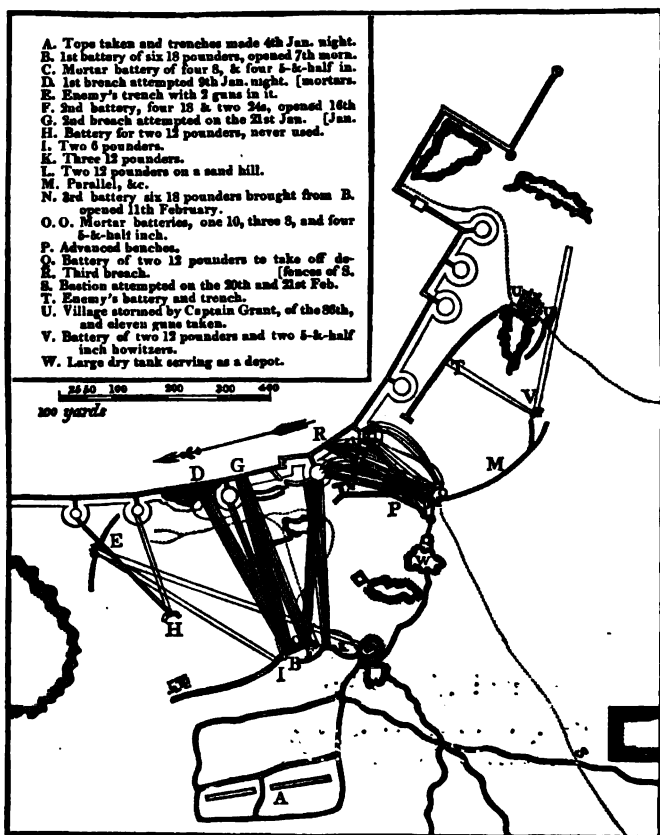 A. Tops taken and trenches made 4th Jan. night.
B. 1st battery of six 18 pounders, opened 7th morn.
C. Mortar battery of four 8, & four 5-&-half in.
D. 1st breach attempted 9th Jan. night. [mortars.
E. Enemy's trench with 2 guns in it.
F. 2nd battery, four 18 & two 24s, opened 16th
G. 2nd breach attempted on the 21st Jan. [Jan.
H. Battery for two 12 pounders, never used.
I. Two 6 pounders.
K. Three 12 pounders.
L. Two 12 pounders on a sand hill.
M. Parallel, &c.
N. 3rd battery six 18 pounders brought from B.
opened 11th February.
O. O. Mortar batteries, one 10, three 8, and four
5-&-half inch.
P. Advanced benches.
Q. Battery of two 12 pounders to take off de-
R. Third breach. [fences of S.
S. Bastion attempted on the 20th and 21st Feb.
T. Enemy's battery and trench.
U. Village stormed by Captain Grant, of the 86th,
and eleven guns taken.
V. Battery of two 12 pounders and two 5-&-half
inch howitzers.
W. Large dry tank serving as a depot.
25 50 100 200 300 400
100 yards
U
T
V
R
M
D
G
P
E
W
H
B
F
I
A